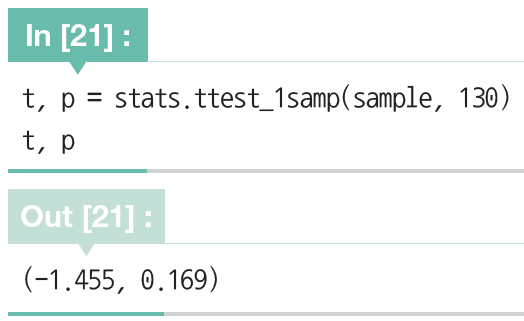 In [21] :
t, p = stats.ttest_1samp(sample, 130)
t, p
Out [21] :
(-1.455, 0.169)